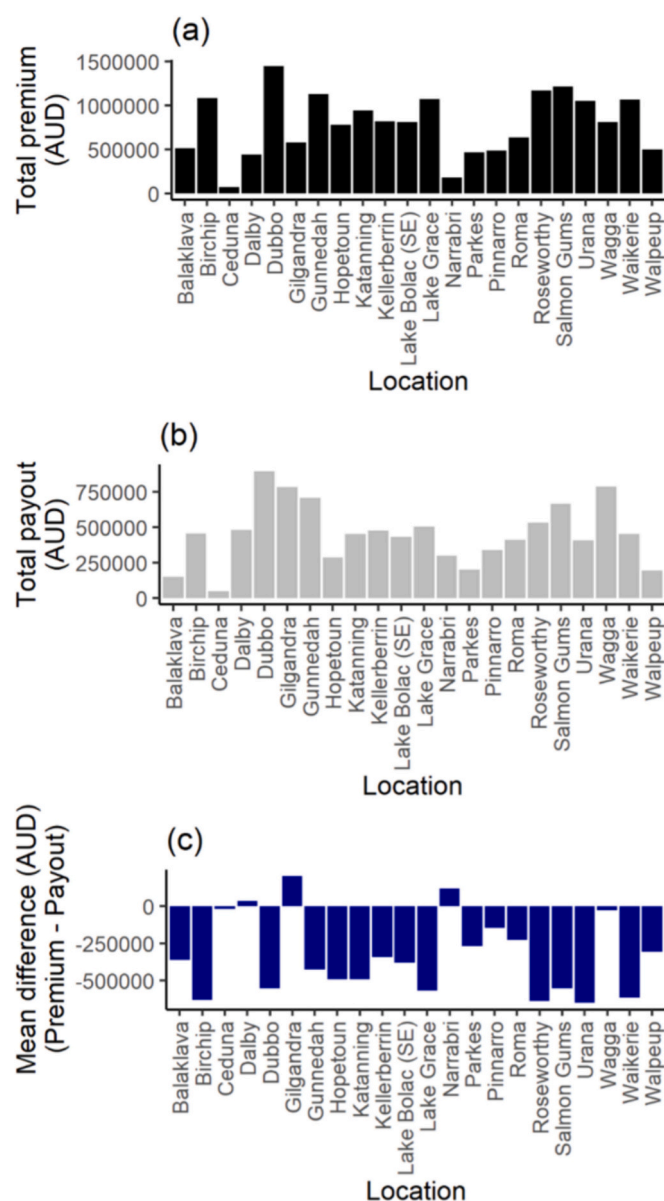 (a)
Total premium
(AUD)
1500000
1000000
500000
0
Balaklava
Birchip
Ceduna
Dalby
Dubbo
Gilgandra
Gunnedah
Hopetoun
Katanning
Kellerberrin
Lake Bolac (SE)
Lake Grace
Narrabri
Parkes
Pinnarro
Roma
Roseworthy
Salmon Gums
Urana
Wagga
Waikerie
Walpeup
Location
(b)
Total payout
(AUD)
750000
500000
250000
0
Balaklava
Birchip
Ceduna
Dalby
Dubbo
Gilgandra
Gunnedah
Hopetoun
Katanning
Kellerberrin
Lake Bolac (SE)
Lake Grace
Narrabri
Parkes
Pinnarro
Roma
Roseworthy
Salmon Gums
Urana
Wagga
Waikerie
Walpeup
Location
(c)
Mean difference (AUD)
(Premium - Payout)
0
-250000
-500000
Balaklava
Birchip
Ceduna
Dalby
Dubbo
Gilgandra
Gunnedah
Hopetoun
Katanning
Kellerberrin
Lake Bolac (SE)
Lake Grace
Narrabri
Parkes
Pinnarro
Roma
Roseworthy
Salmon Gums
Urana
Wagga
Waikerie
Walpeup
Location